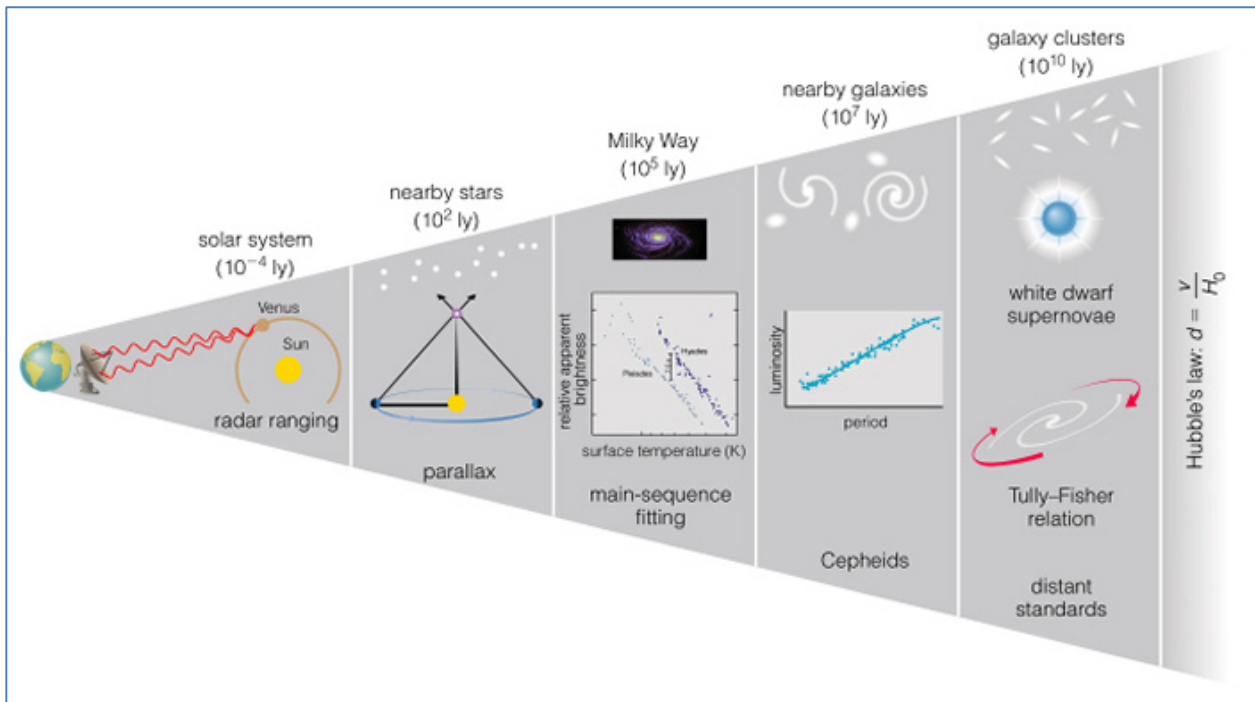 solar system
(10⁻⁴ ly)
Venus
Sun
radar ranging
nearby stars
(10² ly)
parallax
Milky Way
(10⁵ ly)
relative apparent
brightness
Hyades
Pleiades
surface temperature (K)
main-sequence
fitting
nearby galaxies
(10⁷ ly)
luminosity
period
Cepheids
galaxy clusters
(10¹⁰ ly)
white dwarf
supernovae
Tully–Fisher
relation
distant
standards
Hubble's law: d = v/H₀